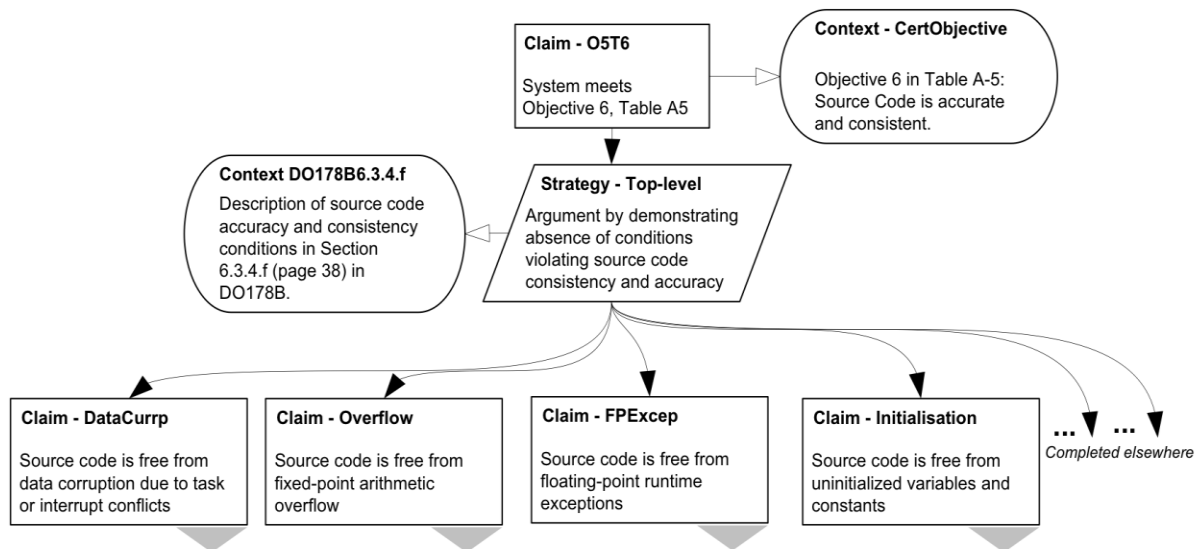 Claim - O5T6
System meets
Objective 6, Table A5
Context - CertObjective
Objective 6 in Table A-5:
Source Code is accurate
and consistent.
Context DO178B6.3.4.f
Description of source code
accuracy and consistency
conditions in Section
6.3.4.f (page 38) in
DO178B.
Strategy - Top-level
Argument by demonstrating
absence of conditions
violating source code
consistency and accuracy
Claim - DataCurrp
Source code is free from
data corruption due to task
or interrupt conflicts
Claim - Overflow
Source code is free from
fixed-point arithmetic
overflow
Claim - FPExcep
Source code is free from
floating-point runtime
exceptions
Claim - Initialisation
Source code is free from
uninitialized variables and
constants
... ...
Completed elsewhere